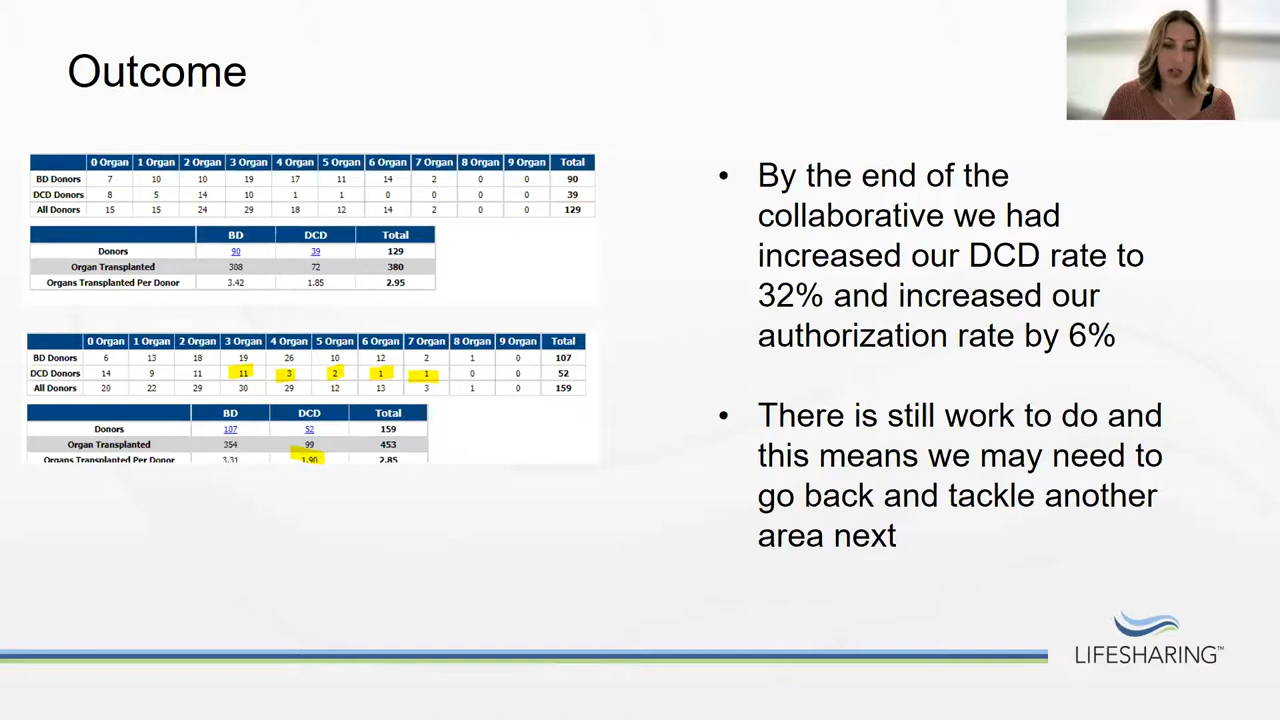 Outcome
0 Organ 1 Organ 2 Organ 3 Organ 4 Organ 5 Organ 6 Organ 7 Organ 8 Organ 9 Organ Total
BD Donors 7 10 10 19 17 11 14 2 0 0 90
DCD Donors 8 5 14 10 1 1 0 0 0 0 39
All Donors 15 15 24 29 18 12 14 2 0 0 129
BD DCD Total
Donors 90 39 129
Organ Transplanted 308 72 380
Organs Transplanted Per Donor 3.42 1.85 2.95
0 Organ 1 Organ 2 Organ 3 Organ 4 Organ 5 Organ 6 Organ 7 Organ 8 Organ 9 Organ Total
BD Donors 6 13 18 19 26 10 12 2 1 0 107
DCD Donors 14 9 11 11 3 2 1 1 0 0 52
All Donors 20 22 29 30 29 12 13 3 1 0 159
BD DCD Total
Donors 107 52 159
Organ Transplanted 354 99 453
Organs Transplanted Per Donor 3.31 1.90 2.85
• By the end of the
collaborative we had
increased our DCD rate to
32% and increased our
authorization rate by 6%
• There is still work to do and
this means we may need to
go back and tackle another
area next
LIFESHARING™